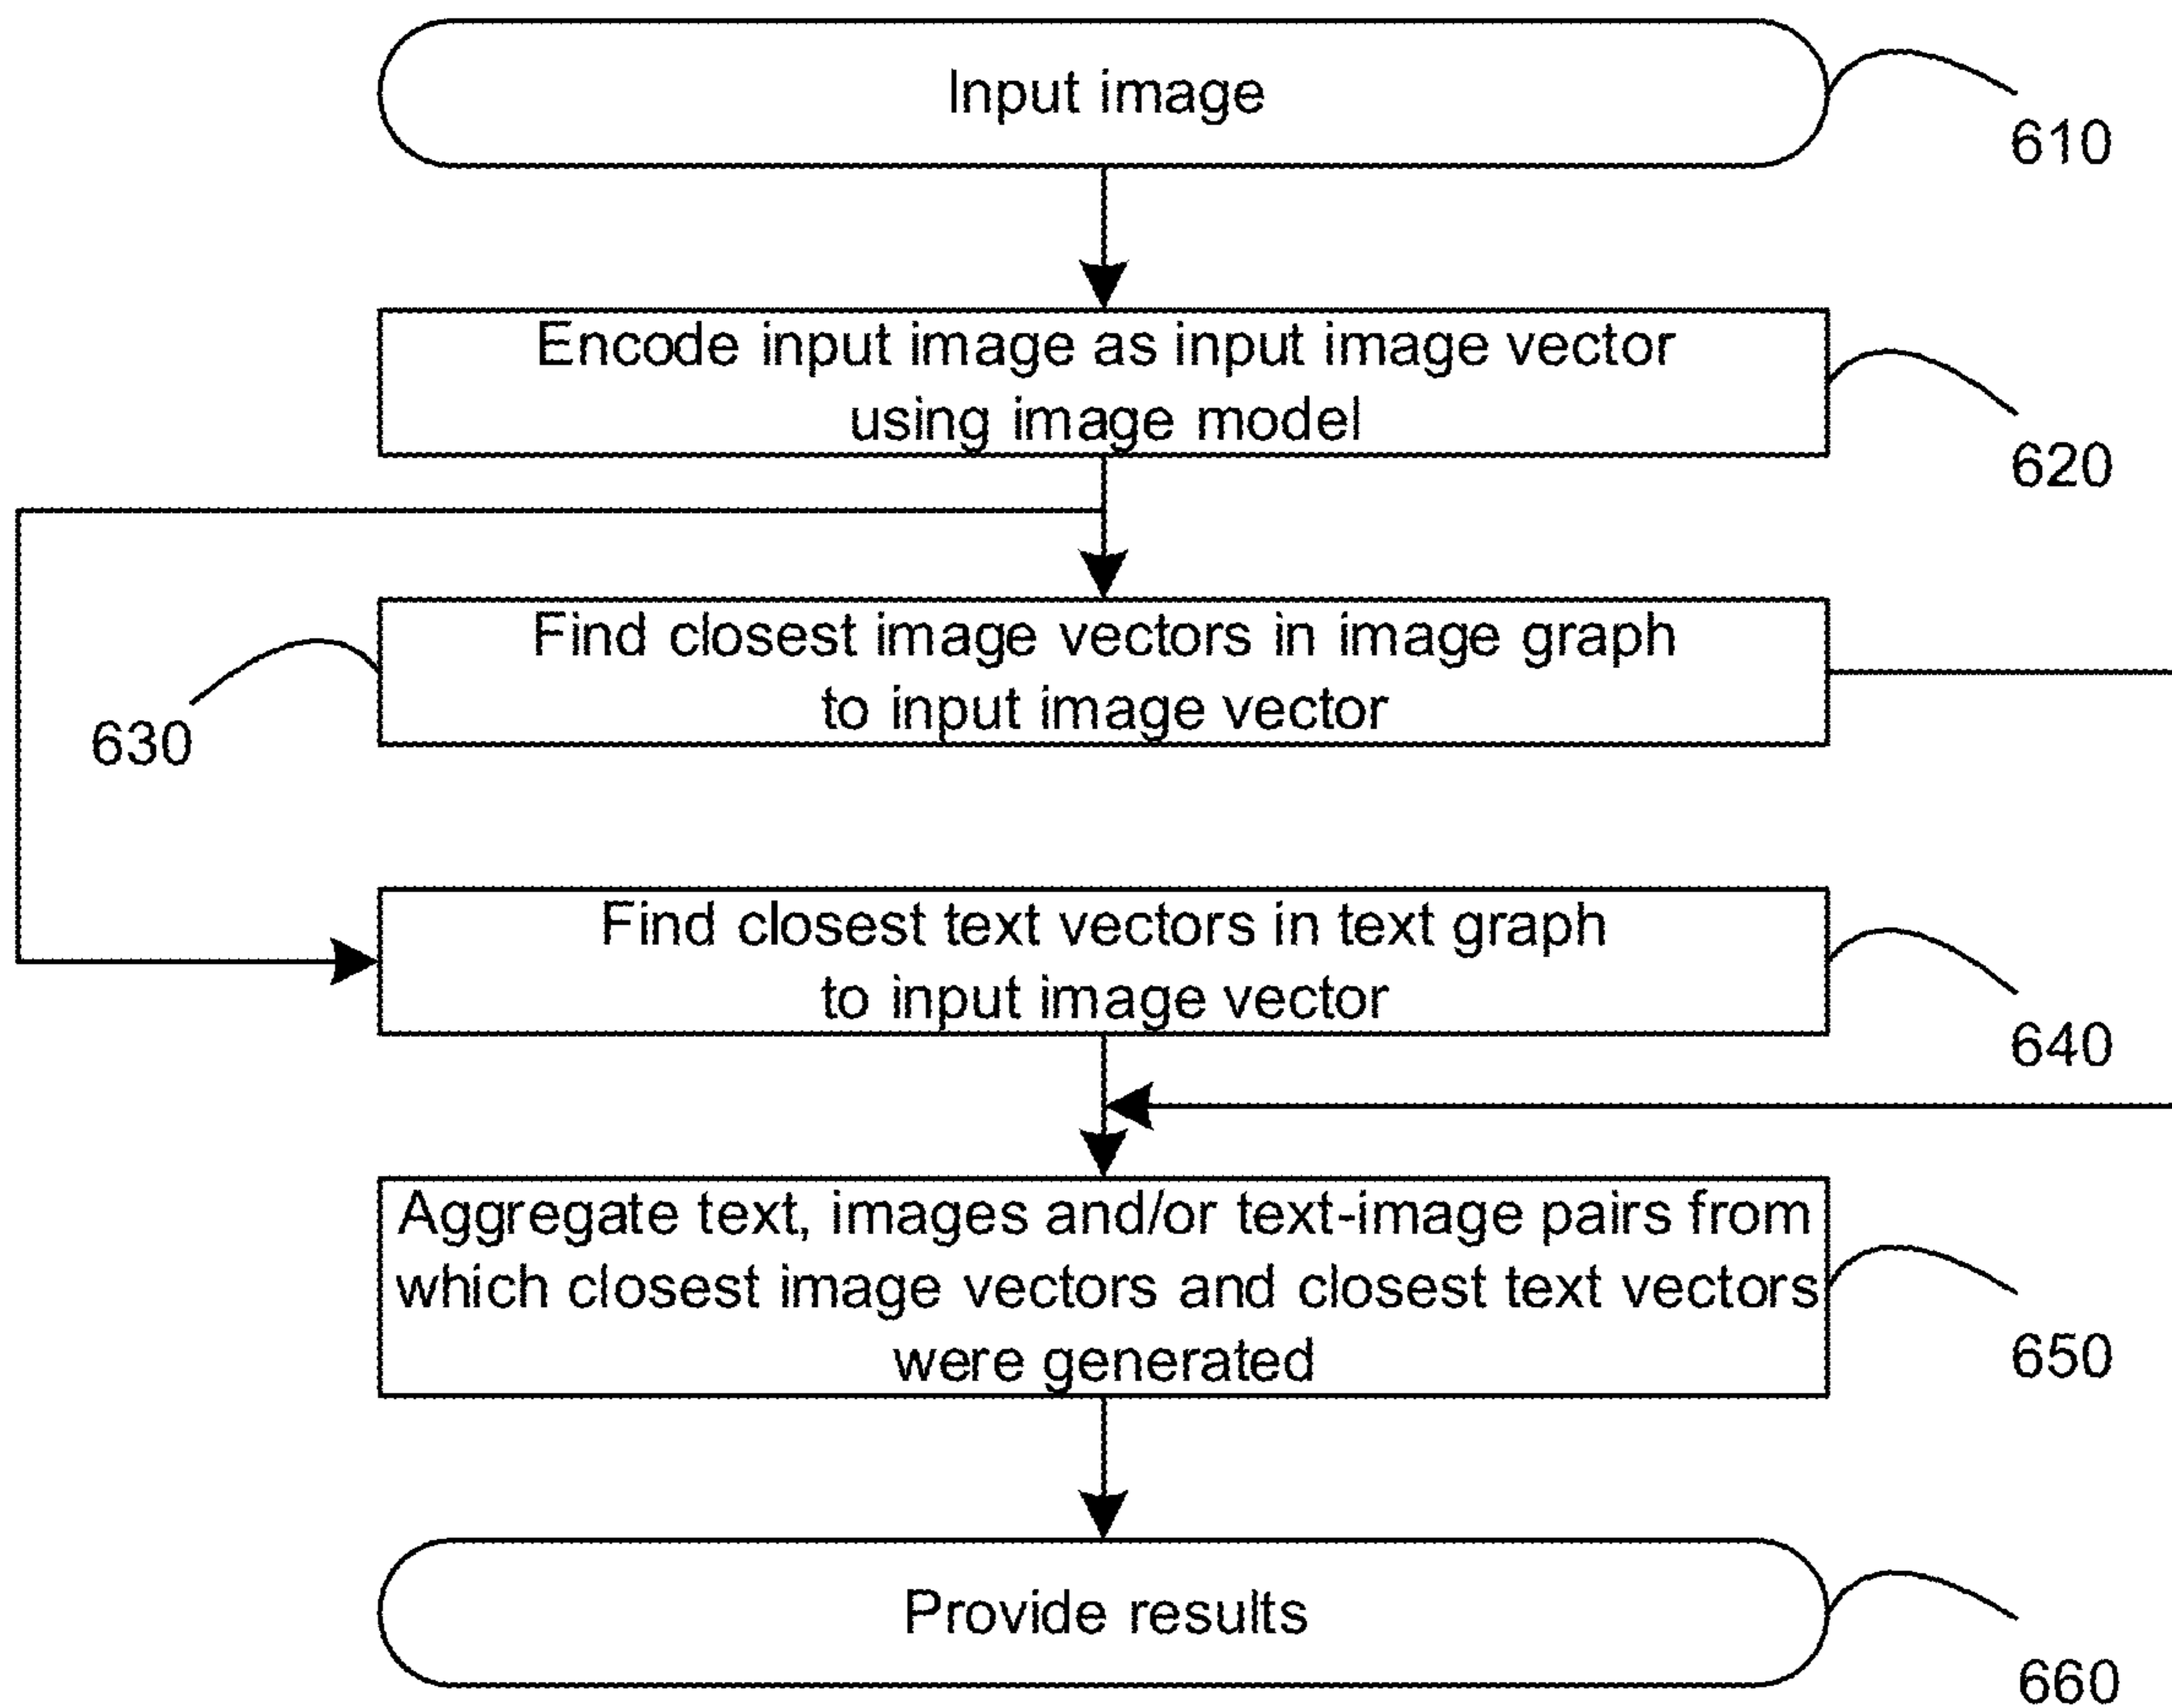 Input image
610
Encode input image as input image vector
using image model
620
Find closest image vectors in image graph
to input image vector
630
Find closest text vectors in text graph
to input image vector
640
Aggregate text, images and/or text-image pairs from
which closest image vectors and closest text vectors
were generated
650
Provide results
660